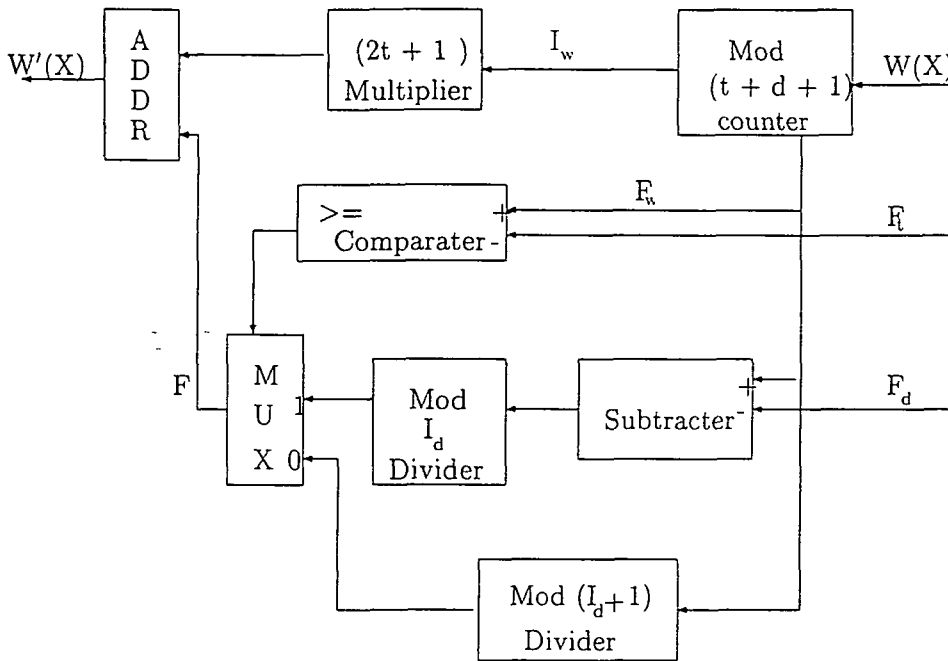 W'(X)
A
D
D
R
(2t + 1 )
Multiplier
I_w
Mod
(t + d + 1)
counter
W(X)
>= +
Comparater -
F_w
M
U 1
X 0
F
Mod
I_d
Divider
+
Subtracter -
F_d
Mod (I_d+1)
Divider